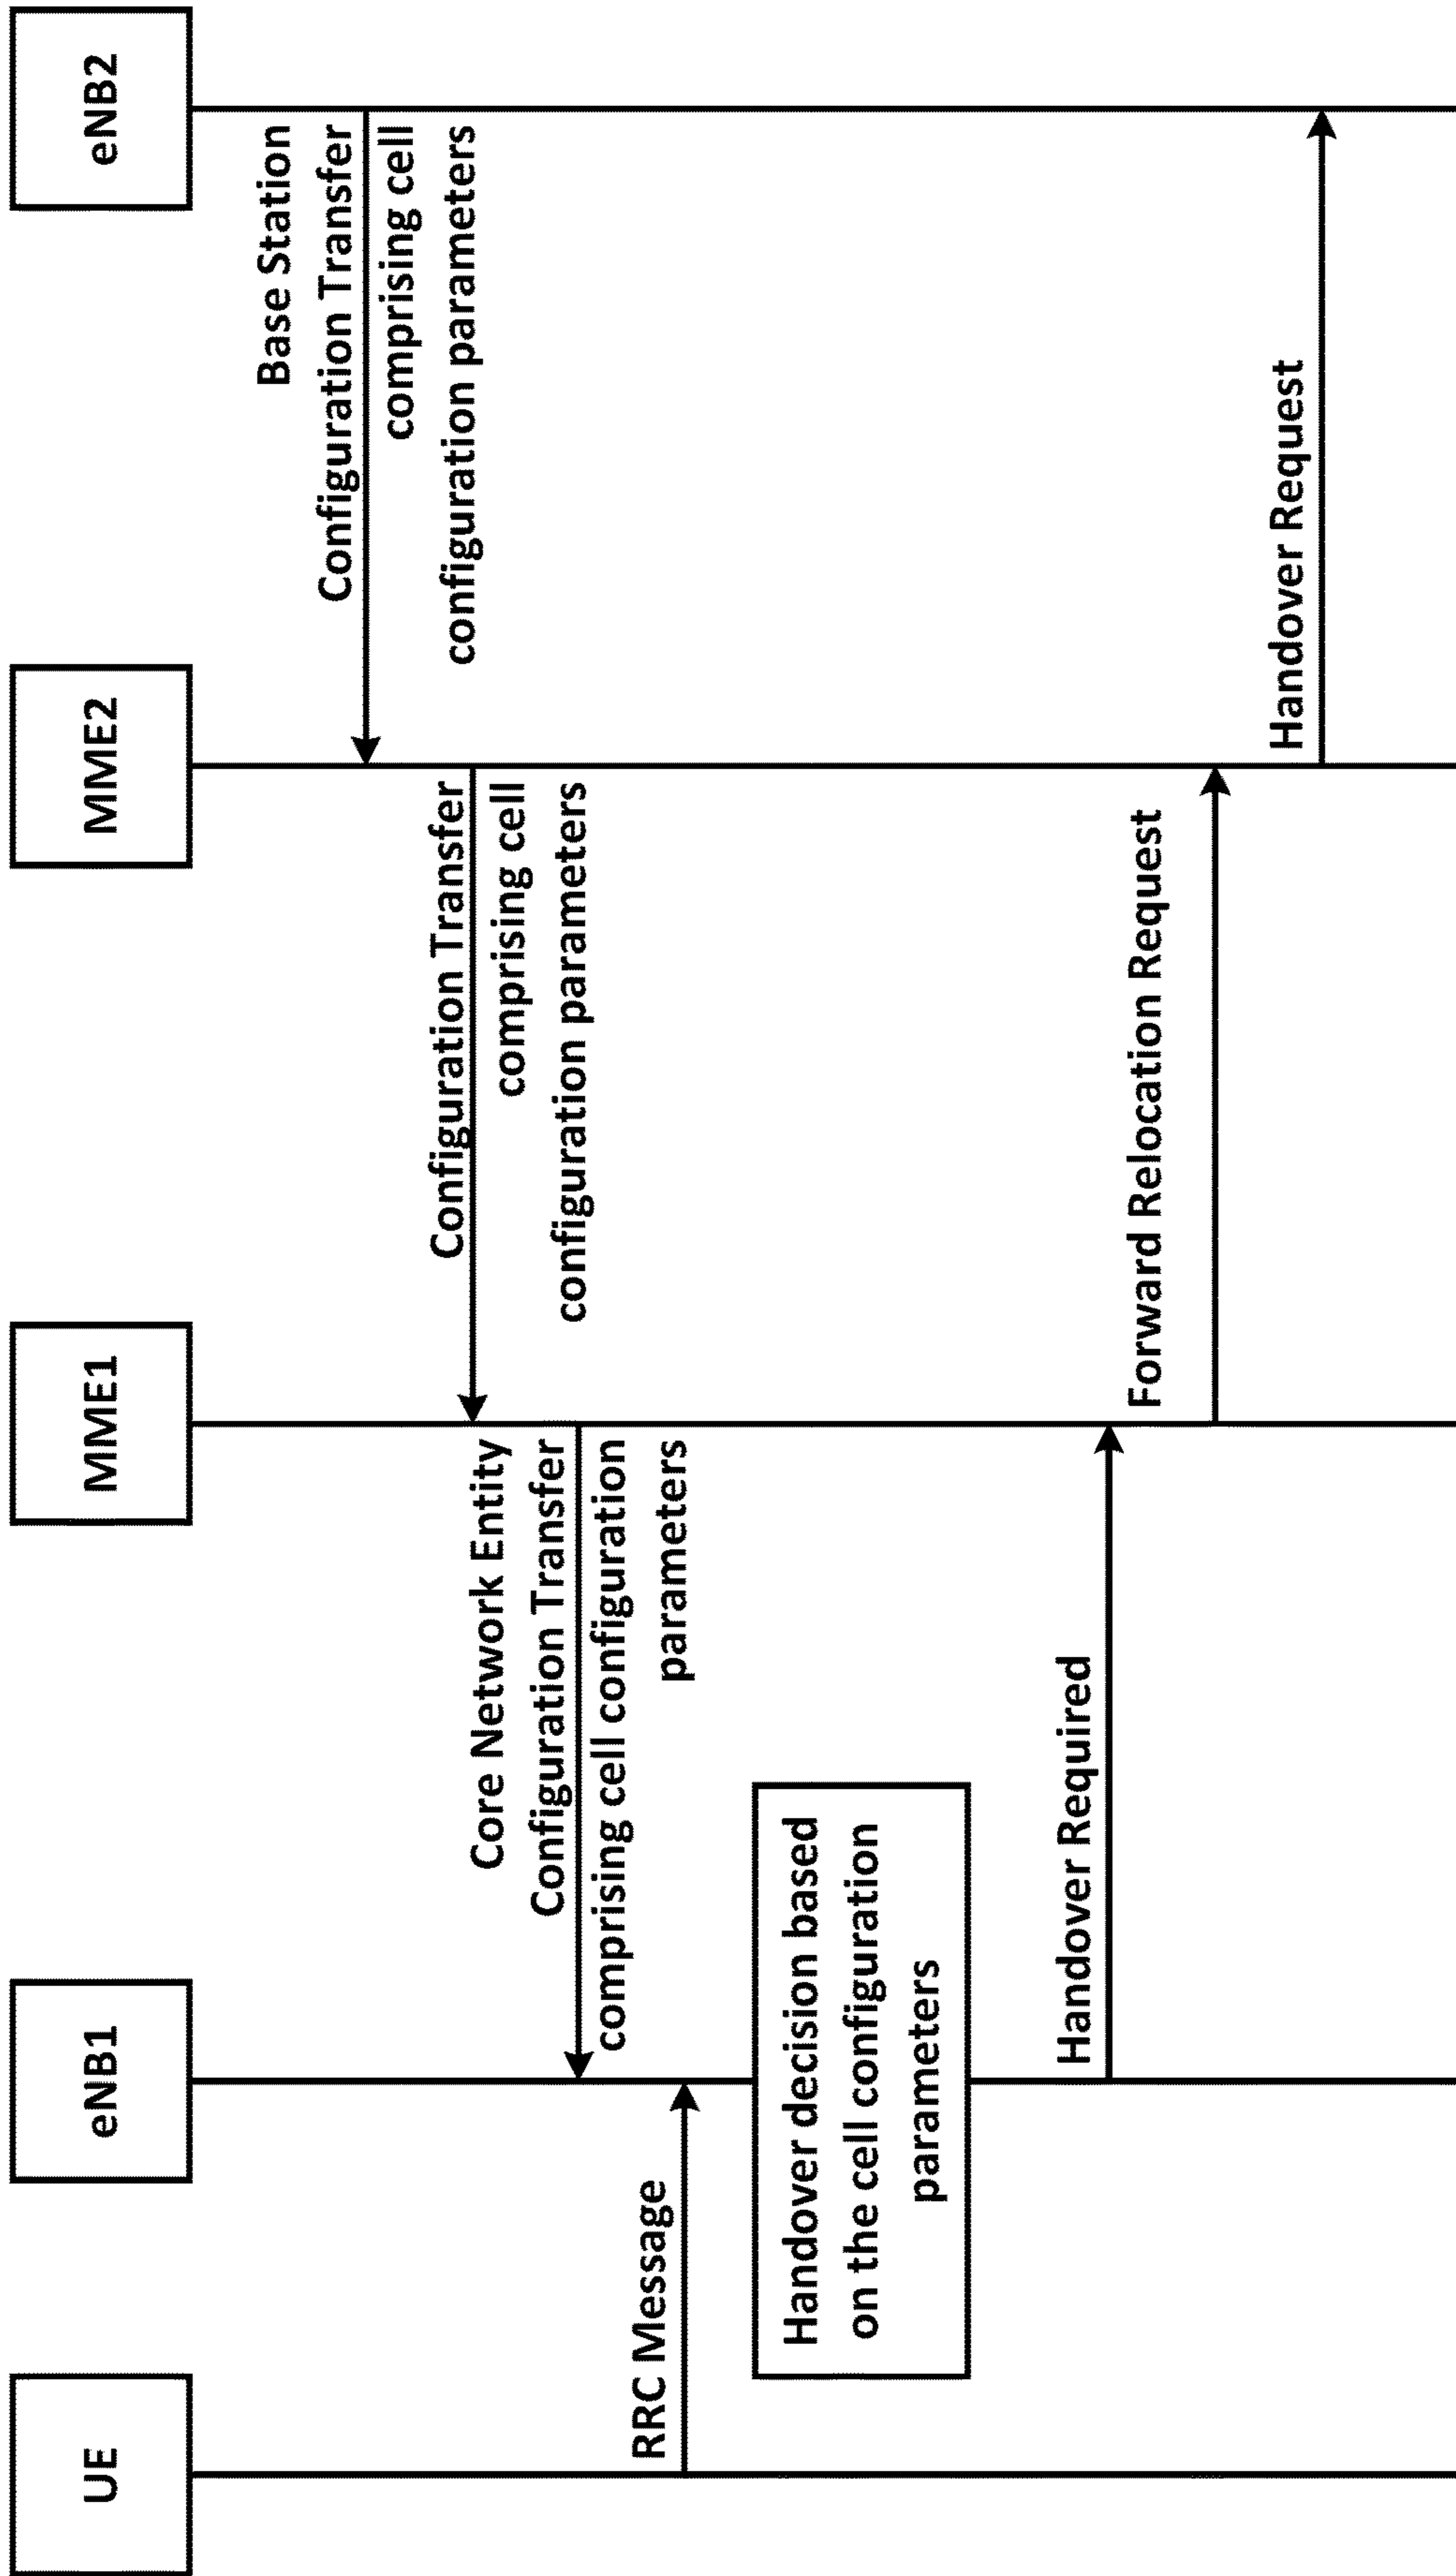 UE
eNB1
MME1
MME2
eNB2
Base Station
Configuration Transfer
comprising cell
configuration parameters
Configuration Transfer
comprising cell
configuration parameters
Core Network Entity
Configuration Transfer
comprising cell configuration
parameters
RRC Message
Handover decision based
on the cell configuration
parameters
Handover Required
Forward Relocation Request
Handover Request